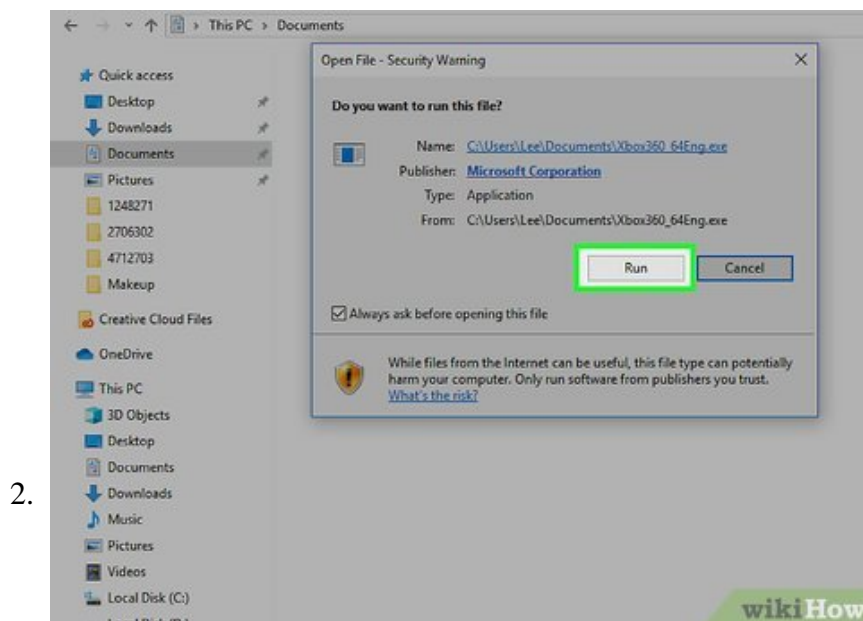 This PC > Documents
Open File - Security Warning
Quick access
Desktop
Downloads
Documents
Pictures
1248271
2706302
4712703
Makeup
Creative Cloud Files
OneDrive
This PC
3D Objects
Desktop
Documents
Downloads
Music
Pictures
Videos
Local Disk (C:)
Do you want to run this file?
Name: C:\Users\Lee\Documents\Xbox360_64Eng.exe
Publisher: Microsoft Corporation
Type: Application
From: C:\Users\Lee\Documents\Xbox360_64Eng.exe
Run Cancel
Always ask before opening this file
While files from the Internet can be useful, this file type can potentially
harm your computer. Only run software from publishers you trust.
What's the risk?
2.
wikiHow